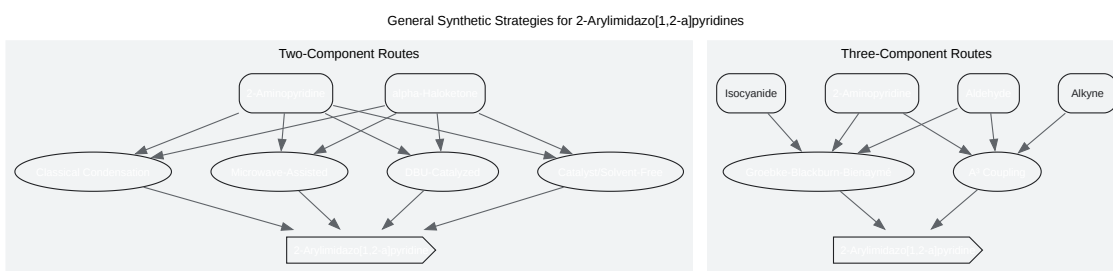 General Synthetic Strategies for 2-Arylimidazo[1,2-a]pyridines
Two-Component Routes
Three-Component Routes
2-Aminopyridine
alpha-Haloketone
Isocyanide
2-Aminopyridine
Aldehyde
Alkyne
Classical Condensation
Microwave-Assisted
DBU-Catalyzed
Catalyst/Solvent-Free
Groebke-Blackburn-Bienaymé
A³ Coupling
2-Arylimidazo[1,2-a]pyridine
2-Arylimidazo[1,2-a]pyridine